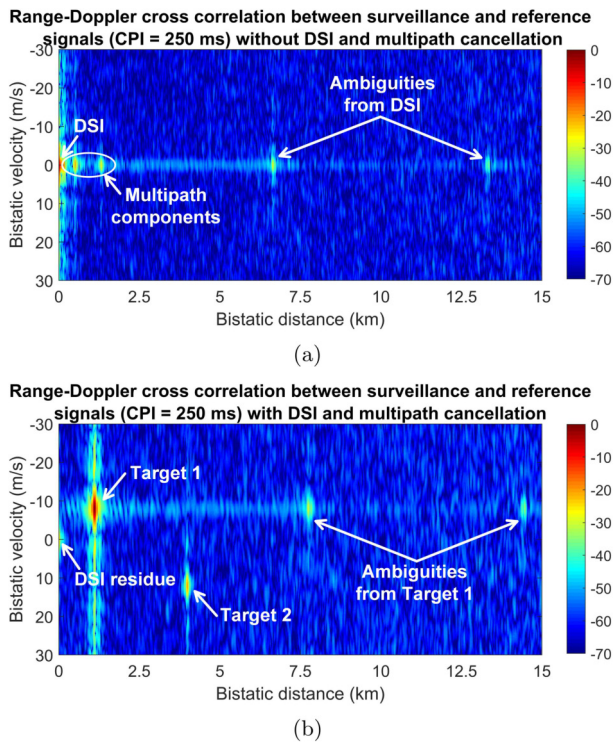 Range-Doppler cross correlation between surveillance and reference
signals (CPI = 250 ms) without DSI and multipath cancellation
-30
-20
-10
0
10
20
30
Bistatic velocity (m/s)
DSI
Multipath
components
Ambiguities
from DSI
0
2.5
5
7.5
10
12.5
15
Bistatic distance (km)
0
-10
-20
-30
-40
-50
-60
-70
(a)
Range-Doppler cross correlation between surveillance and reference
signals (CPI = 250 ms) with DSI and multipath cancellation
-30
-20
-10
0
10
20
30
Bistatic velocity (m/s)
Target 1
DSI residue
Target 2
Ambiguities
from Target 1
0
2.5
5
7.5
10
12.5
15
Bistatic distance (km)
0
-10
-20
-30
-40
-50
-60
-70
(b)